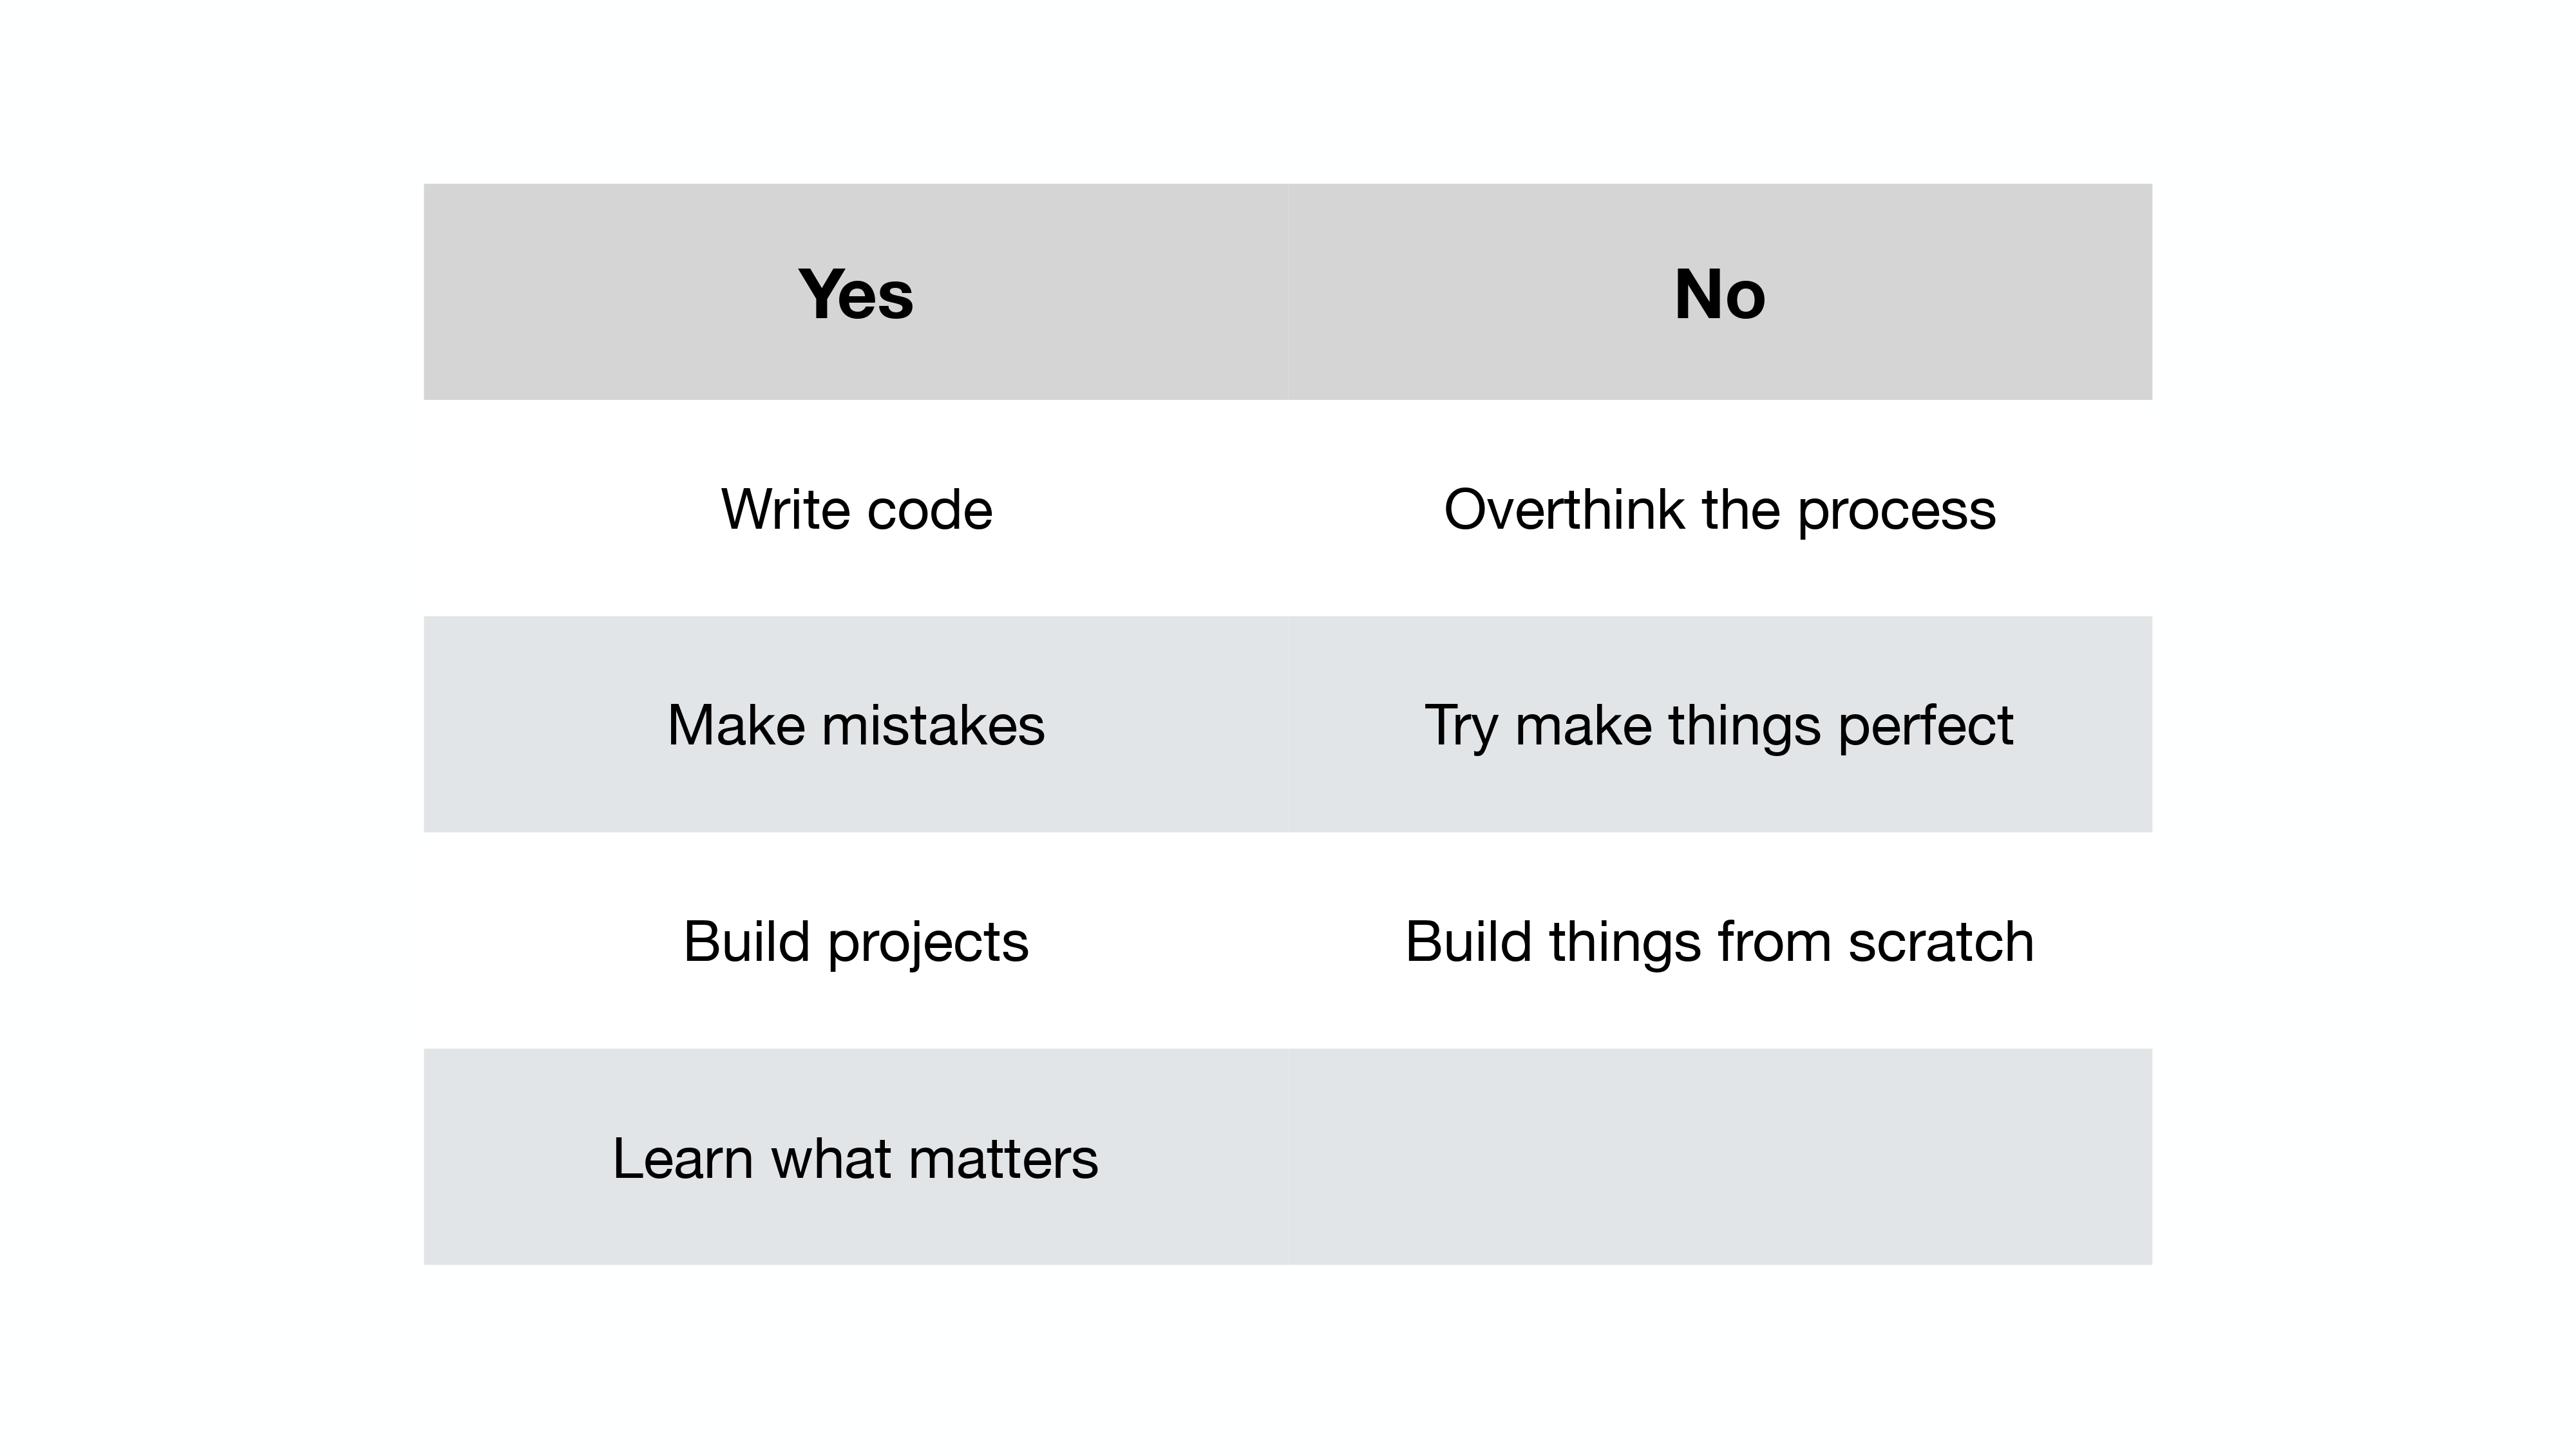 Yes No
Write code Overthink the process
Make mistakes Try make things perfect
Build projects Build things from scratch
Learn what matters